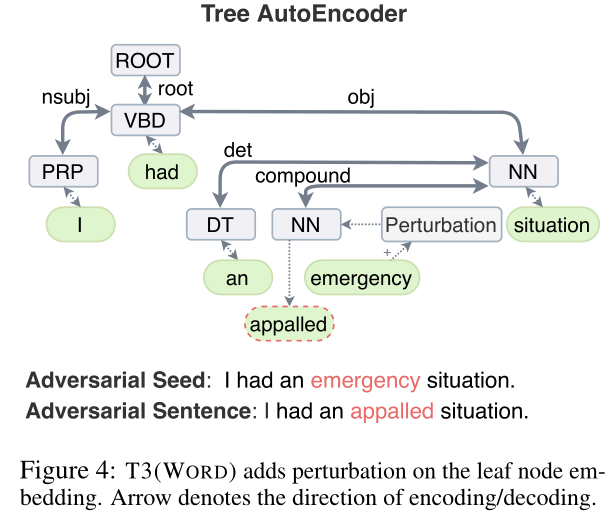 Tree AutoEncoder
ROOT
root
nsubj
obj
VBD
det
PRP
had
compound
NN
I
DT
NN
Perturbation
situation
+
an
emergency
appalled
Adversarial Seed: I had an emergency situation.
Adversarial Sentence: I had an appalled situation.
Figure 4: T3(WORD) adds perturbation on the leaf node em-
bedding. Arrow denotes the direction of encoding/decoding.